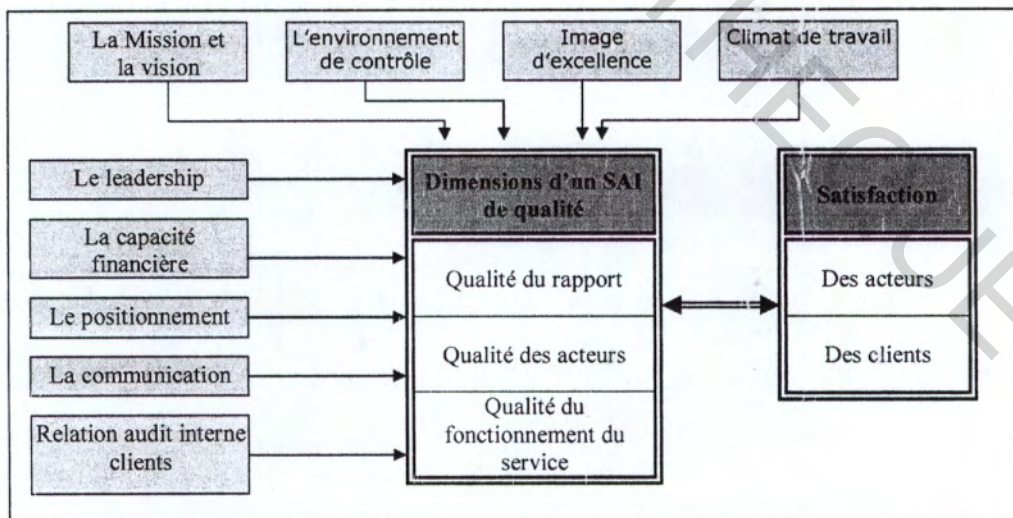 La Mission et
la vision
L'environnement
de contrôle
Image
d'excellence
Climat de travail
Le leadership
La capacité
financière
Le positionnement
La communication
Relation audit interne
clients
Dimensions d'un SAI
de qualité
Qualité du rapport
Qualité des acteurs
Qualité du
fonctionnement du
service
Satisfaction
Des acteurs
Des clients